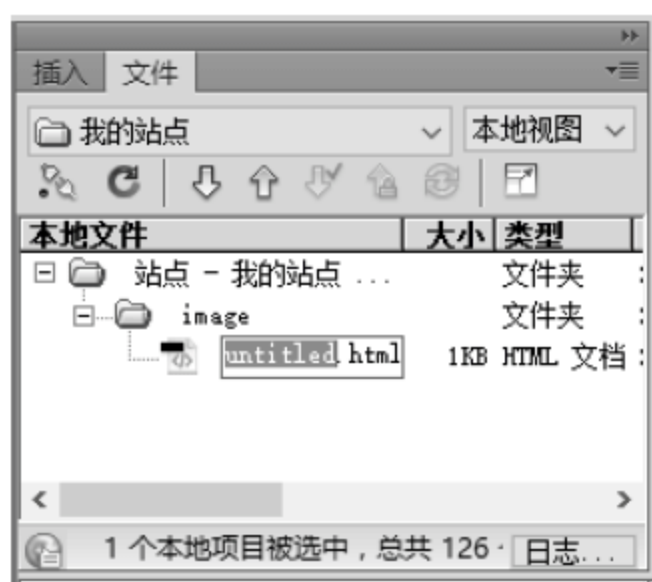 插入 文件
我的站点 本地视图
本地文件 大小 类型
站点 - 我的站点 ... 文件夹
image 文件夹
untitled.html 1KB HTML 文档
1 个本地项目被选中，总共 126 日志...